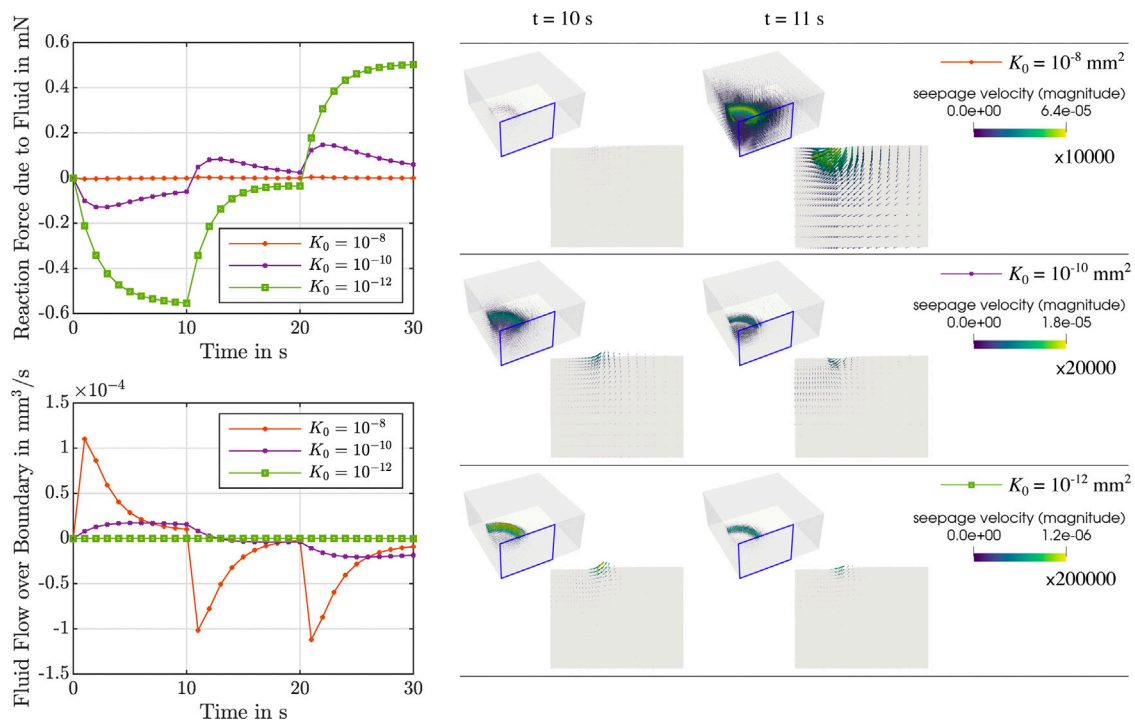 Reaction Force due to Fluid in mN
0.6
0.4
0.2
0
-0.2
-0.4
-0.6
K₀ = 10⁻⁸
K₀ = 10⁻¹⁰
K₀ = 10⁻¹²
0 10 20 30
Time in s
Fluid Flow over Boundary in mm³/s
×10⁻⁴
1.5
1
0.5
0
-0.5
-1
-1.5
K₀ = 10⁻⁸
K₀ = 10⁻¹⁰
K₀ = 10⁻¹²
0 10 20 30
Time in s
t = 10 s t = 11 s
K₀ = 10⁻⁸ mm²
seepage velocity (magnitude)
0.0e+00 6.4e-05
x10000
K₀ = 10⁻¹⁰ mm²
seepage velocity (magnitude)
0.0e+00 1.8e-05
x20000
K₀ = 10⁻¹² mm²
seepage velocity (magnitude)
0.0e+00 1.2e-06
x200000